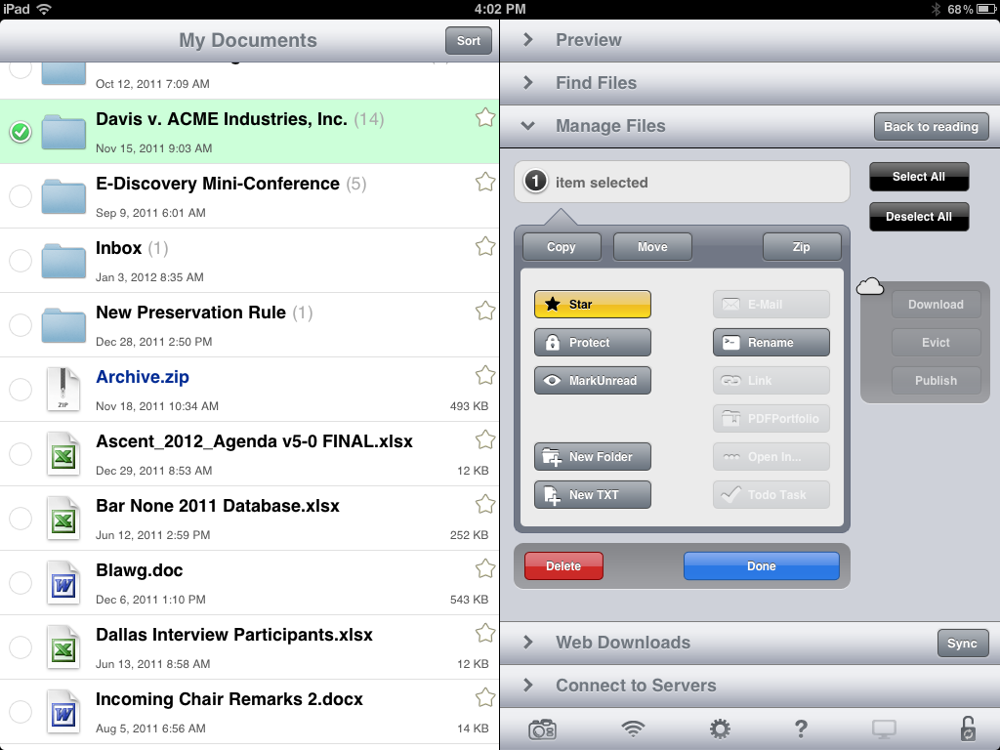 iPad
4:02 PM
68%
My Documents
Sort
Oct 12, 2011 7:09 AM
Davis v. ACME Industries, Inc. (14)
Nov 15, 2011 9:03 AM
E-Discovery Mini-Conference (5)
Sep 9, 2011 6:01 AM
Inbox (1)
Jan 3, 2012 8:35 AM
New Preservation Rule (1)
Dec 28, 2011 2:50 PM
ZIP
Archive.zip
Nov 18, 2011 10:34 AM
493 KB
Ascent_2012_Agenda v5-0 FINAL.xlsx
Dec 29, 2011 8:53 AM
12 KB
Bar None 2011 Database.xlsx
Jun 12, 2011 2:59 PM
252 KB
Blawg.doc
Dec 6, 2011 1:10 PM
543 KB
Dallas Interview Participants.xlsx
Jun 13, 2011 8:58 AM
12 KB
Incoming Chair Remarks 2.docx
Aug 5, 2011 6:56 AM
14 KB
Preview
Find Files
Manage Files
Back to reading
1 item selected
Select All
Deselect All
Copy
Move
Zip
Star
E-Mail
Protect
Rename
MarkUnread
Link
PDFPortfolio
New Folder
Open In...
New TXT
Todo Task
Download
Evict
Publish
Delete
Done
Web Downloads
Sync
Connect to Servers
?